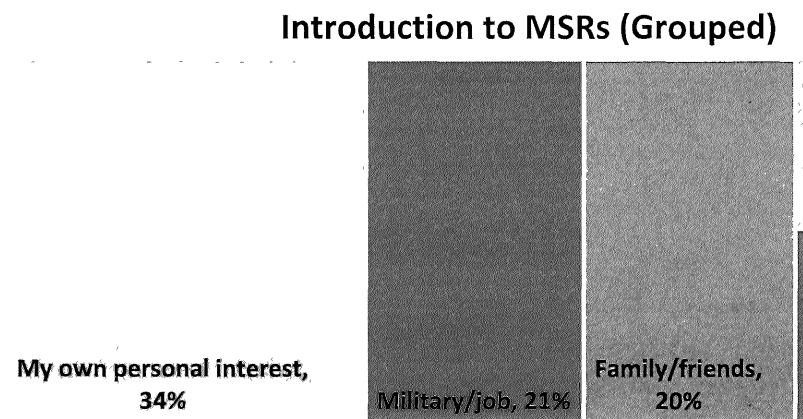 Introduction to MSRs (Grouped)
My own personal interest,
34%
Military/job, 21%
Family/friends,
20%